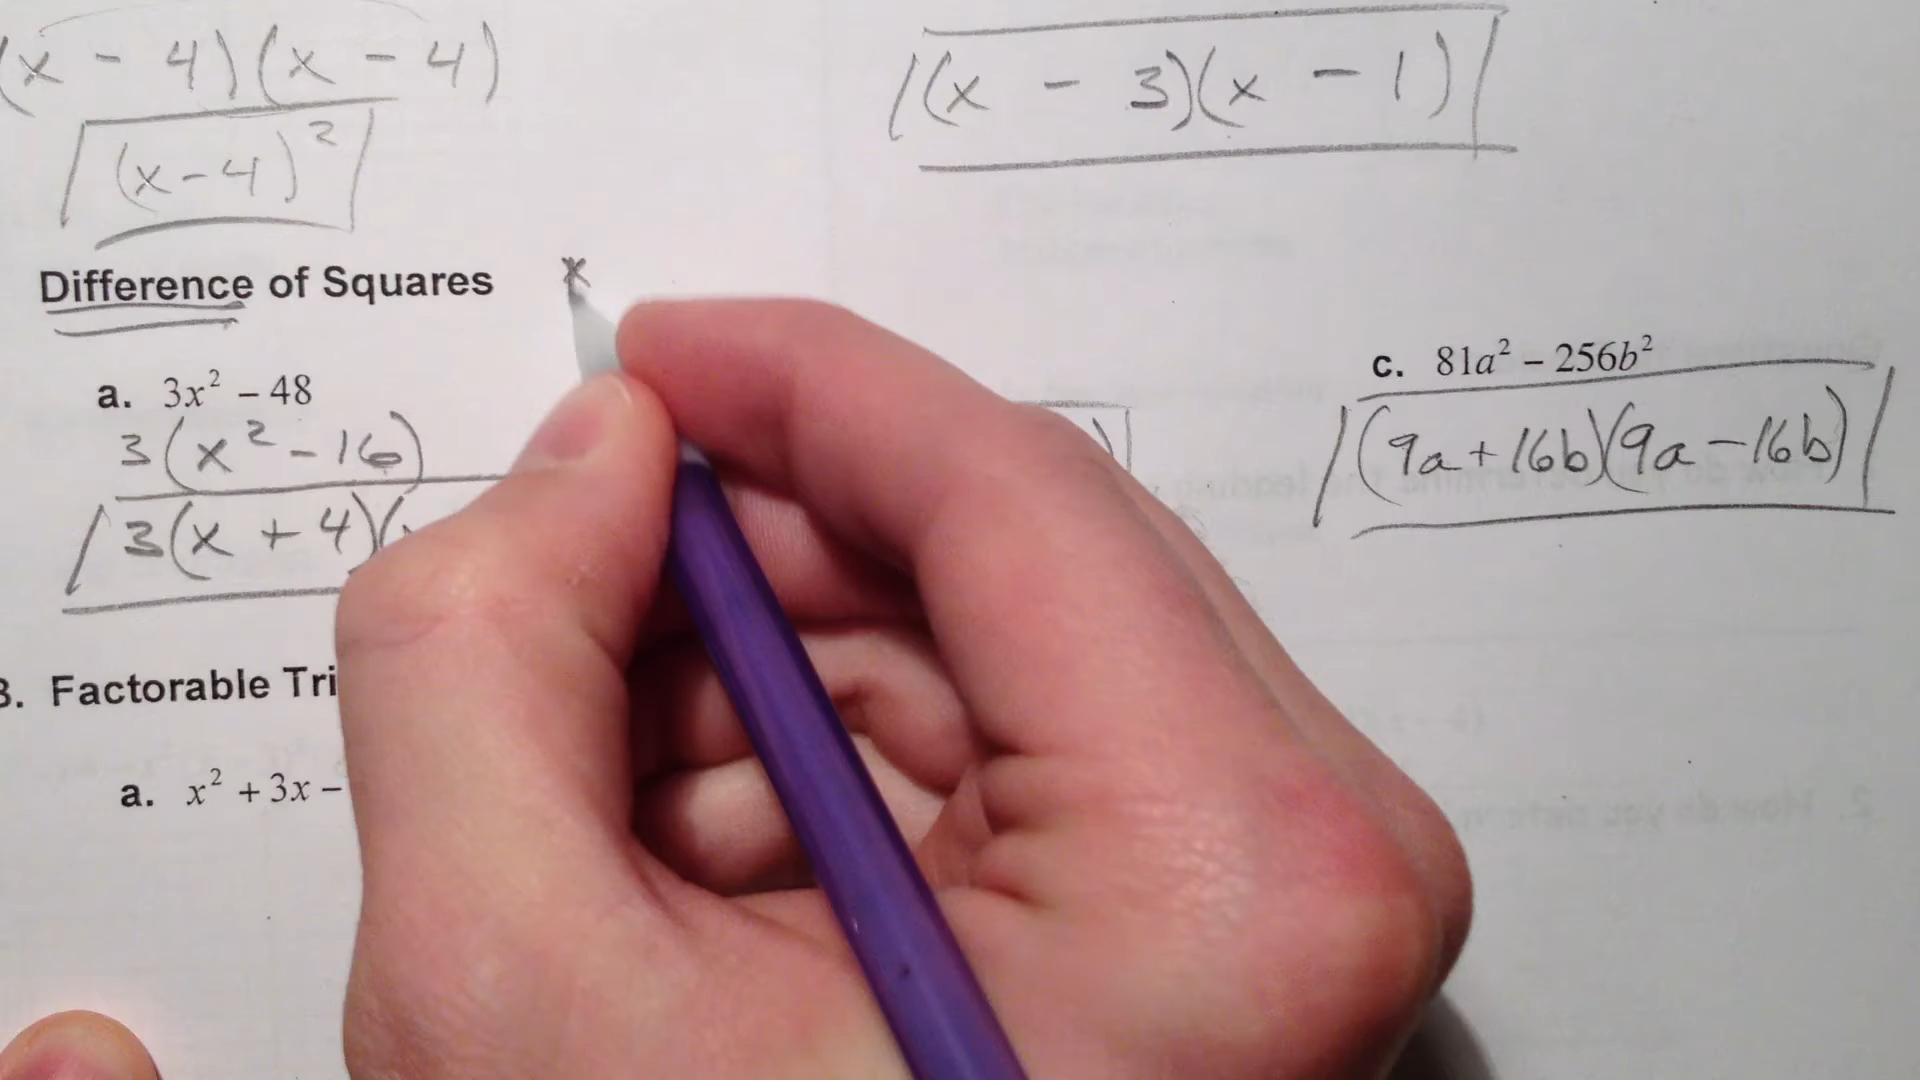 (x - 4)(x - 4)
(x-4)²
(x - 3)(x - 1)
Difference of Squares *
a. 3x² - 48
3(x² - 16)
3(x + 4)(
c. 81a² - 256b²
(9a + 16b)(9a - 16b)
3. Factorable Tri
a. x² + 3x -